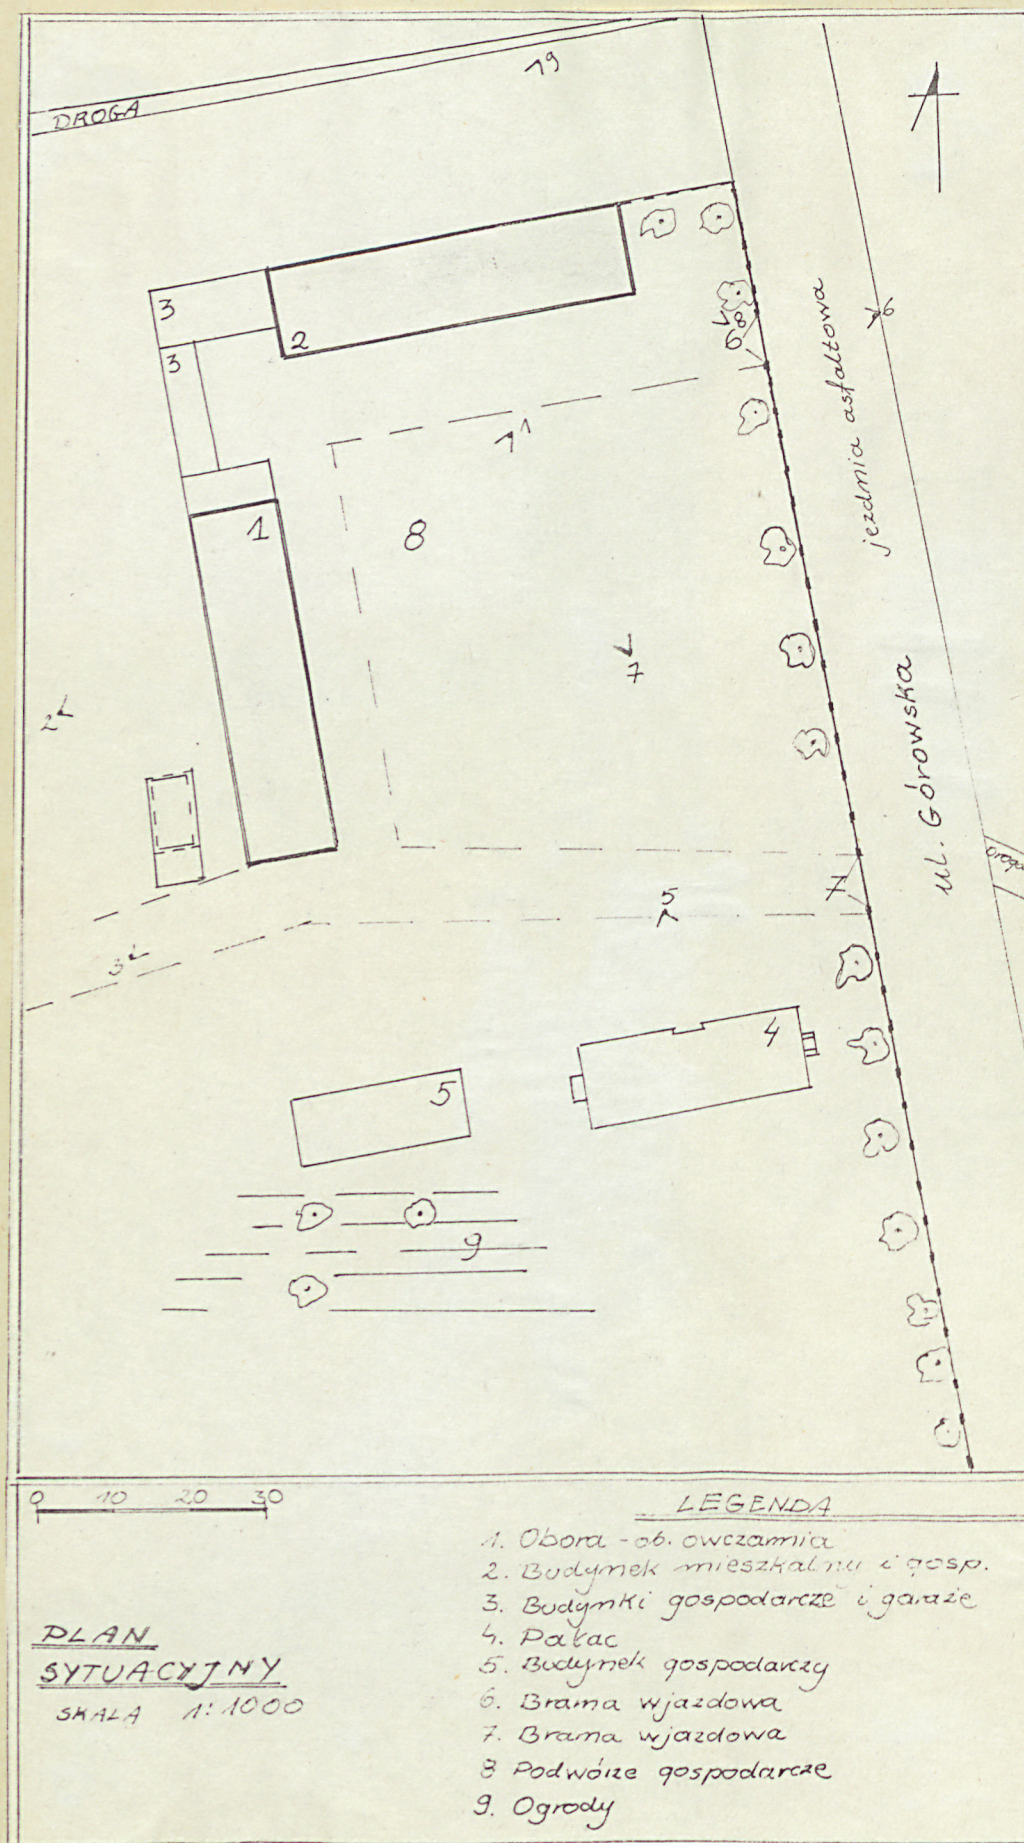 19
DROGA
3
3
2
6
8
11
jezdnia asfaltowa
6
1
8
7
2
ul. Górowska
droga
7
5
3
4
5
9
0 10 20 30
LEGENDA
1. Obora - ob. owczarnia
2. Budynek mieszkalny i gosp.
3. Budynki gospodarcze i garaże
4. Pałac
5. Budynek gospodarczy
6. Brama wjazdowa
7. Brama wjazdowa
8 Podwórze gospodarcze
9. Ogrody
PLAN
SYTUACYJNY
SKALA 1:1000